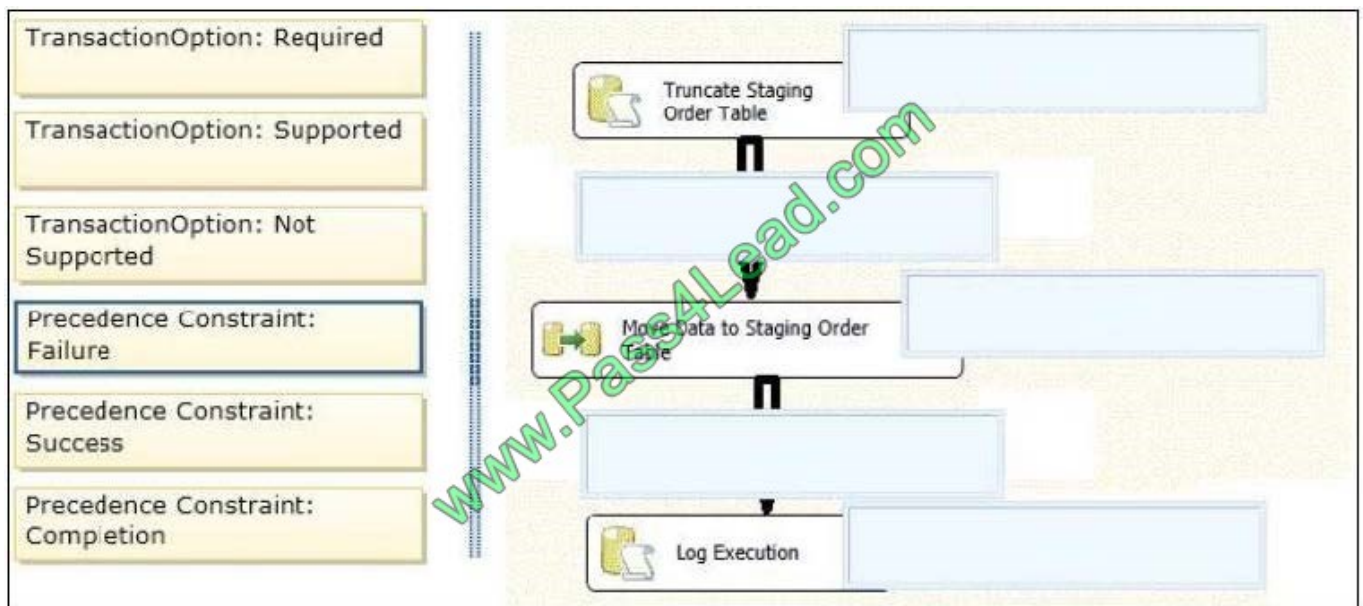 TransactionOption: Required
TransactionOption: Supported
TransactionOption: Not
Supported
Precedence Constraint:
Failure
Precedence Constraint:
Success
Precedence Constraint:
Completion
Truncate Staging
Order Table
Move Data to Staging Order
Table
Log Execution
www.Pass4Lead.com